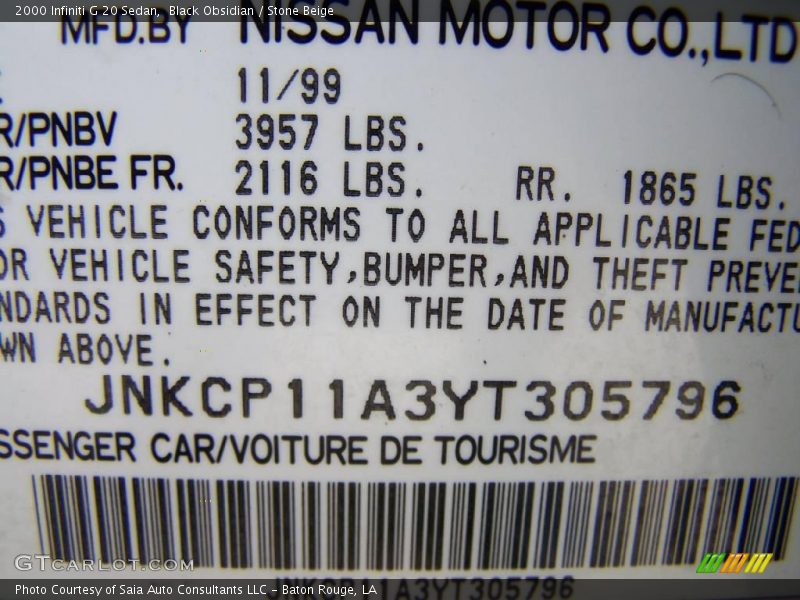 2000 Infiniti G 20 Sedan, Black Obsidian / Stone Beige
MFD.BY NISSAN MOTOR CO.,LTD
11/99
R/PNBV 3957 LBS.
R/PNBE FR. 2116 LBS. RR. 1865 LBS.
S VEHICLE CONFORMS TO ALL APPLICABLE FED
OR VEHICLE SAFETY,BUMPER,AND THEFT PREVE
NDARDS IN EFFECT ON THE DATE OF MANUFACTU
WN ABOVE.
JNKCP11A3YT305796
SSENGER CAR/VOITURE DE TOURISME
GTCARLOT.COM
JNKCP11A3YT305796
Photo Courtesy of Saia Auto Consultants LLC - Baton Rouge, LA